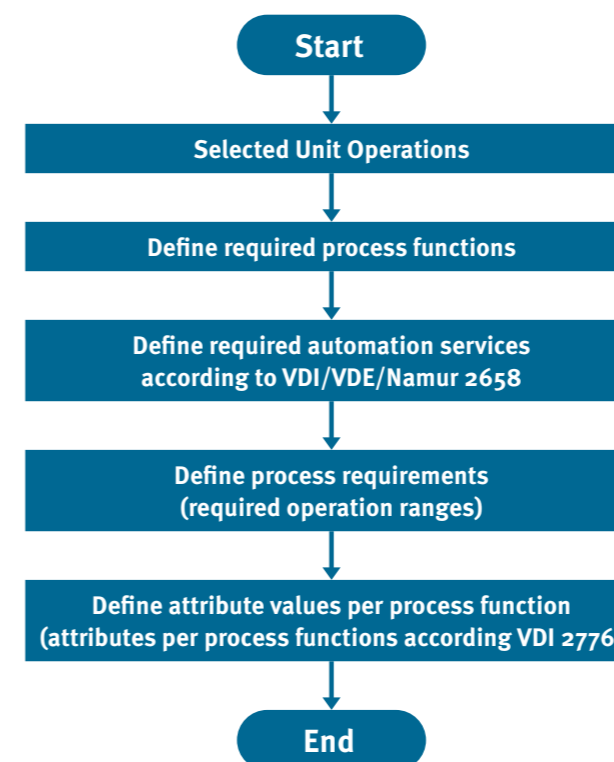 Start
Selected Unit Operations
Define required process functions
Define required automation services
according to VDI/VDE/Namur 2658
Define process requirements
(required operation ranges)
Define attribute values per process function
(attributes per process functions according VDI 2776
End